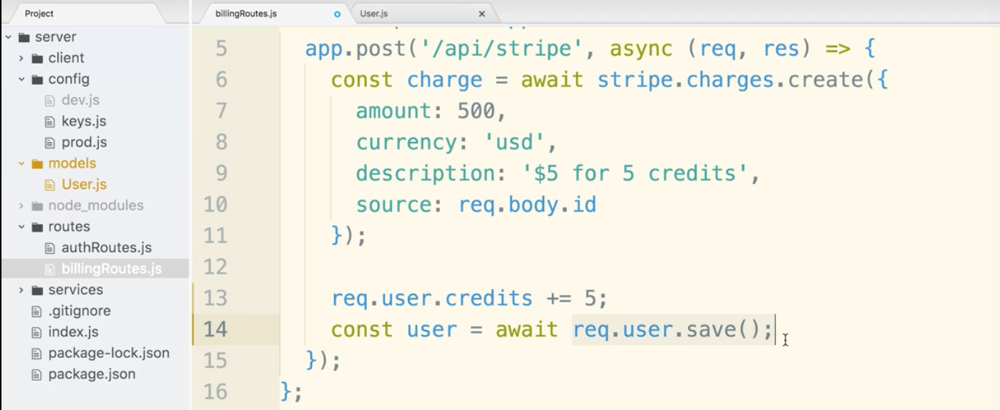 Project
server
client
config
dev.js
keys.js
prod.js
models
User.js
node_modules
routes
authRoutes.js
billingRoutes.js
services
.gitignore
index.js
package-lock.json
package.json
billingRoutes.js
User.js
5 app.post('/api/stripe', async (req, res) => {
6 const charge = await stripe.charges.create({
7 amount: 500,
8 currency: 'usd',
9 description: '$5 for 5 credits',
10 source: req.body.id
11 });
12
13 req.user.credits += 5;
14 const user = await req.user.save();
15 });
16 };